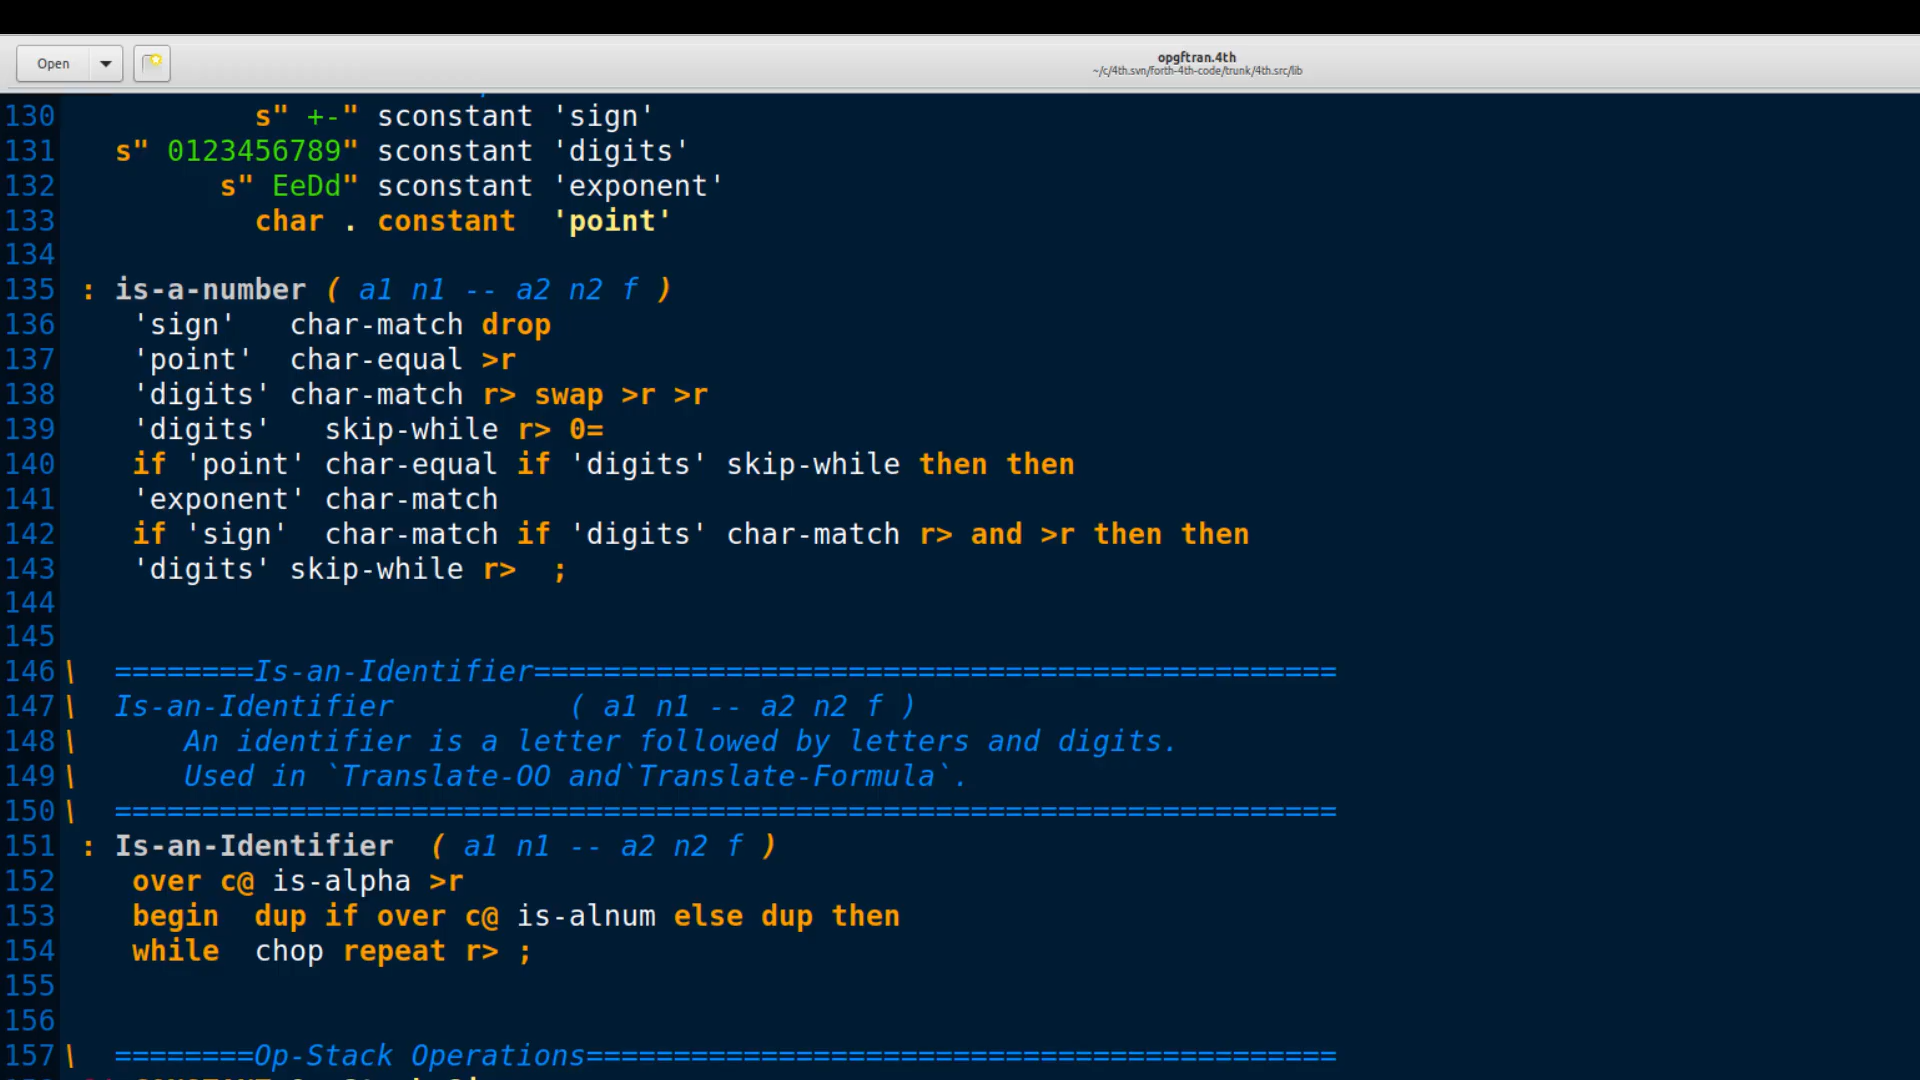 Open
opgftran.4th
~/c/4th.svn/forth-4th-code/trunk/4th.src/lib
130 s" +-" sconstant 'sign'
131 s" 0123456789" sconstant 'digits'
132 s" EeDd" sconstant 'exponent'
133 char . constant 'point'
134
135 : is-a-number ( a1 n1 -- a2 n2 f )
136 'sign' char-match drop
137 'point' char-equal >r
138 'digits' char-match r> swap >r >r
139 'digits' skip-while r> 0=
140 if 'point' char-equal if 'digits' skip-while then then
141 'exponent' char-match
142 if 'sign' char-match if 'digits' char-match r> and >r then then
143 'digits' skip-while r> ;
144
145
146 \ ========Is-an-Identifier==============================================
147 \ Is-an-Identifier ( a1 n1 -- a2 n2 f )
148 \ An identifier is a letter followed by letters and digits.
149 \ Used in `Translate-OO and`Translate-Formula`.
150 \ ======================================================================
151 : Is-an-Identifier ( a1 n1 -- a2 n2 f )
152 over c@ is-alpha >r
153 begin dup if over c@ is-alnum else dup then
154 while chop repeat r> ;
155
156
157 \ ========Op-Stack Operations===========================================